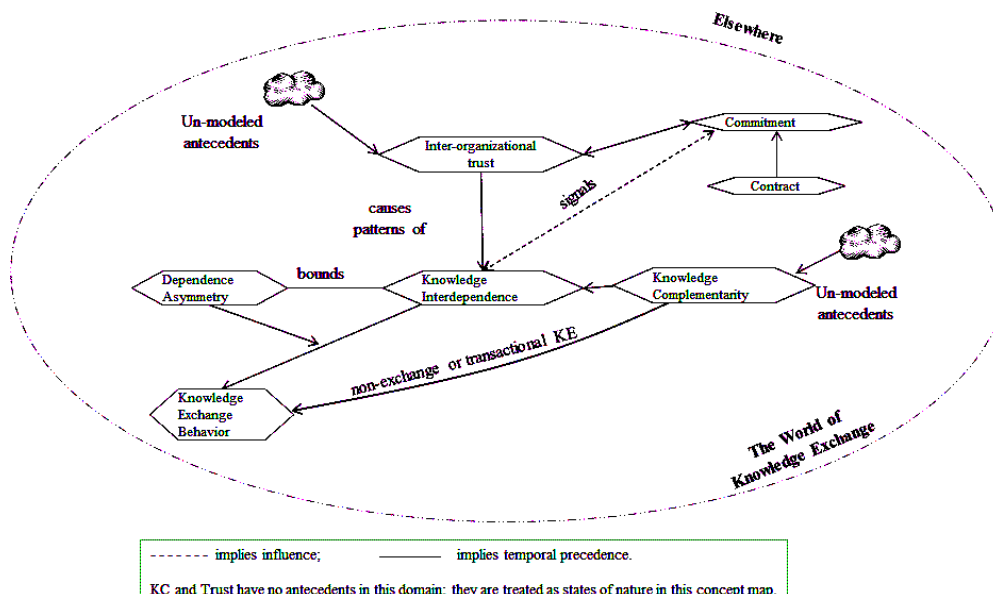 Elsewhere
Un-modeled
antecedents
Inter-organizational
trust
Commitment
Contract
signals
causes
patterns of
Dependence
Asymmetry
bounds
Knowledge
Interdependence
Knowledge
Complementarity
Un-modeled
antecedents
non-exchange or transactional KE
Knowledge
Exchange
Behavior
The World of
Knowledge Exchange
implies influence; implies temporal precedence.
KC and Trust have no antecedents in this domain; they are treated as states of nature in this concept map.